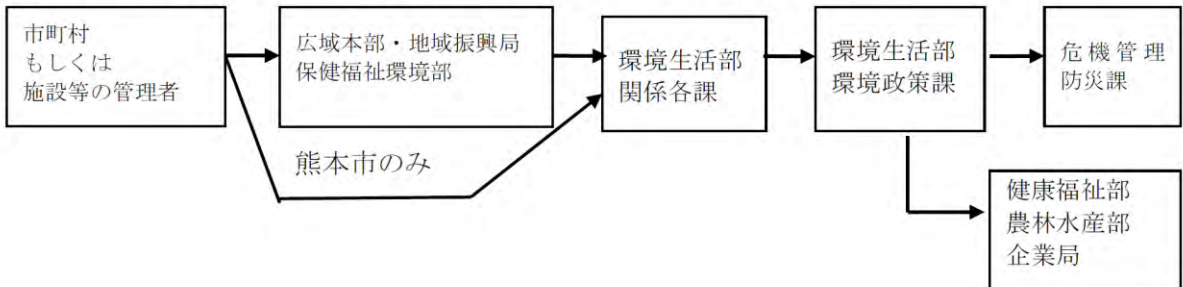 市町村
もしくは
施設等の管理者
広域本部・地域振興局
保健福祉環境部
環境生活部
関係各課
環境生活部
環境政策課
危機管理
防災課
熊本市のみ
健康福祉部
農林水産部
企業局